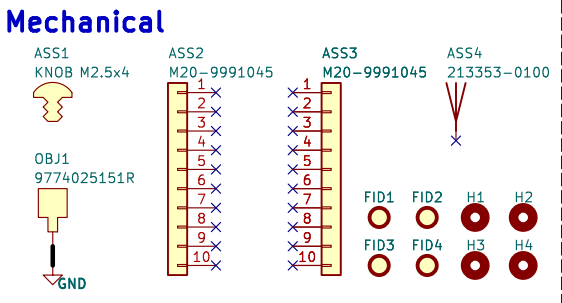 Mechanical
ASS1
KNOB M2.5x4
ASS2
M20-9991045
1
2
3
4
5
6
7
8
9
10
ASS3
M20-9991045
1
2
3
4
5
6
7
8
9
10
ASS4
213353-0100
OBJ1
9774025151R
GND
FID1 FID2 H1 H2
FID3 FID4 H3 H4